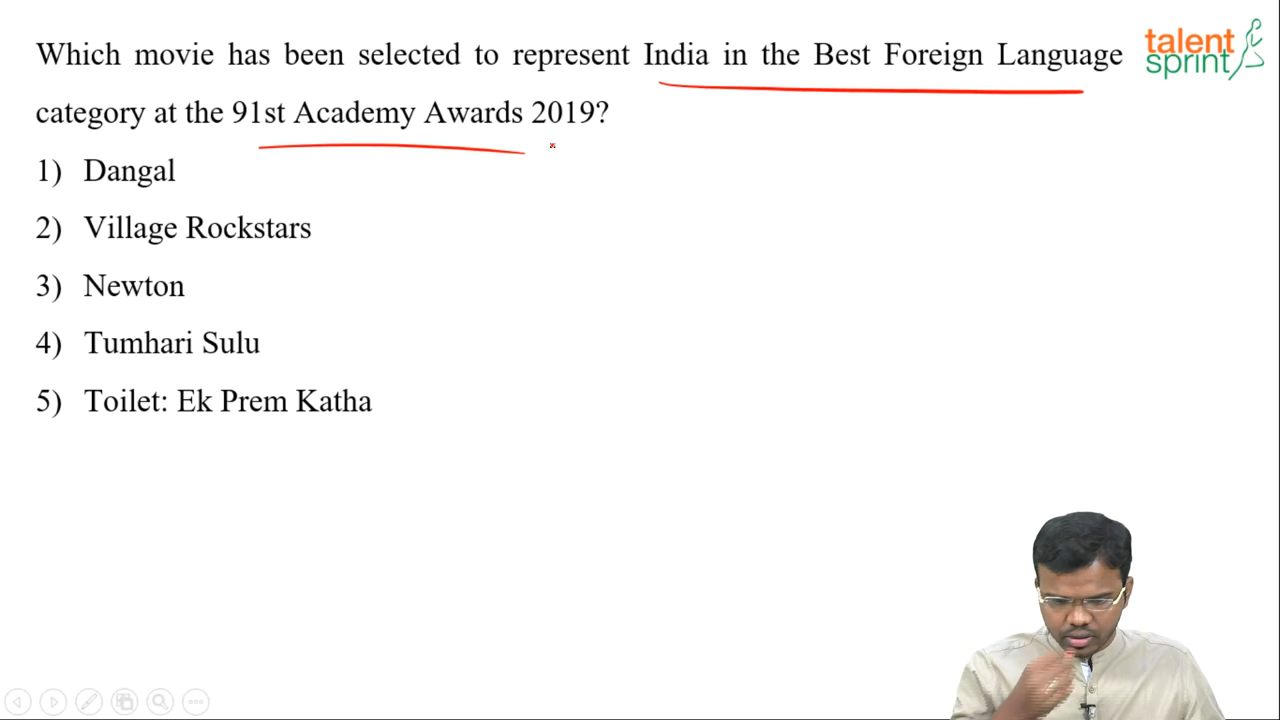 Which movie has been selected to represent India in the Best Foreign Language
category at the 91st Academy Awards 2019?
1) Dangal
2) Village Rockstars
3) Newton
4) Tumhari Sulu
5) Toilet: Ek Prem Katha
talent
sprint